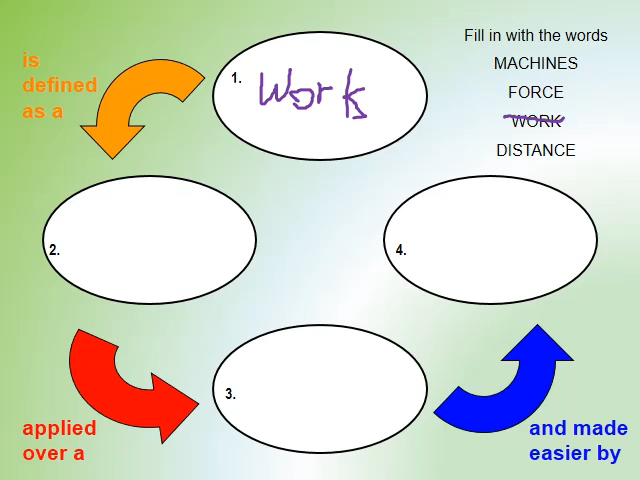 Fill in with the words
MACHINES
FORCE
WORK
DISTANCE
1.
Work
is
defined
as a
2.
4.
3.
applied
over a
and made
easier by